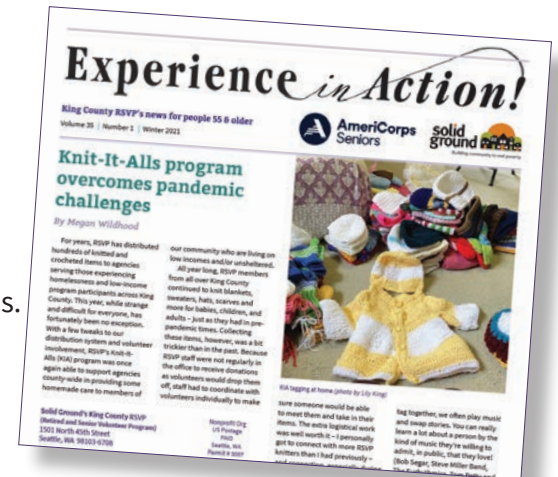 s.
Experience in Action!
King County RSVP's news for people 55 & older
Volume 35 | Number 1 | Winter 2021
AmeriCorps
Seniors
solid
ground
Building community to end poverty
Knit-It-Alls program
overcomes pandemic
challenges
By Megan Wildhood
For years, RSVP has distributed
hundreds of knitted and
crocheted items to agencies
serving those experiencing
homelessness and low-income
program participants across King
County. This year, while strange
and difficult for everyone, has
fortunately been no exception.
With a few tweaks to our
distribution system and volunteer
involvement, RSVP's Knit-It-
Alls (KIA) program was once
again able to support agencies
county-wide in providing some
homemade care to members of
our community who are living on
low incomes and/or unsheltered.
All year long, RSVP members
from all over King County
continued to knit blankets,
sweaters, hats, scarves and
more for babies, children, and
adults – just as they had in pre-
pandemic times. Collecting
these items, however, was a bit
trickier than in the past. Because
RSVP staff were not regularly in
the office to receive donations
as volunteers would drop them
off, staff had to coordinate with
volunteers individually to make
KIA tagging at home (photo by Lily King)
sure someone would be able
to meet them and take in their
items. The extra logistical work
was well worth it – I personally
got to connect with more RSVP
knitters than I had previously –
tag together, we often play music
and swap stories. You can really
learn a lot about a person by the
kind of music they're willing to
admit, in public, that they love!
(Bob Seger, Steve Miller Band,
Solid Ground's King County RSVP
(Retired and Senior Volunteer Program)
1501 North 45th Street
Seattle, WA 98103-6708
Nonprofit Org
US Postage
PAID
Seattle, WA